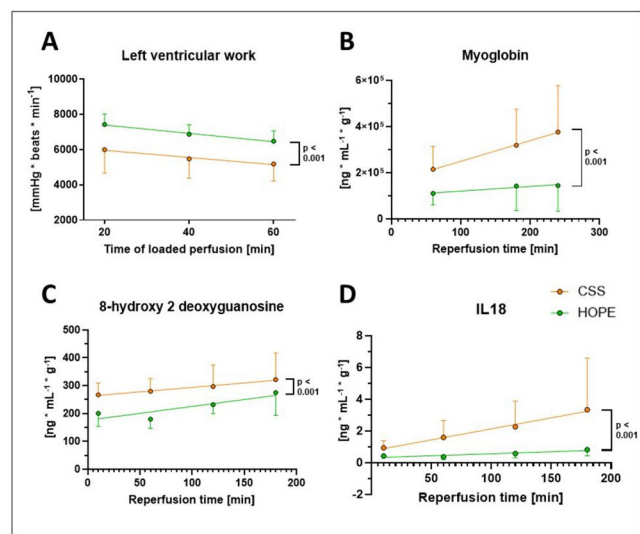 A
Left ventricular work
[mmHg * beats * min⁻¹]
10000
8000
6000
4000
2000
20
40
60
Time of loaded perfusion [min]
p <
0.001
B
Myoglobin
[ng * mL⁻¹ * g⁻¹]
6×10⁵
4×10⁵
2×10⁵
0
0
100
200
300
Reperfusion time [min]
p <
0.001
C
8-hydroxy 2 deoxyguanosine
[ng * mL⁻¹ * g⁻¹]
500
400
300
200
100
0
0
50
100
150
200
Reperfusion time [min]
p <
0.001
D
IL18
CSS
HOPE
[ng * mL⁻¹ * g⁻¹]
8
6
4
2
0
-2
50
100
150
200
Reperfusion time [min]
p <
0.001